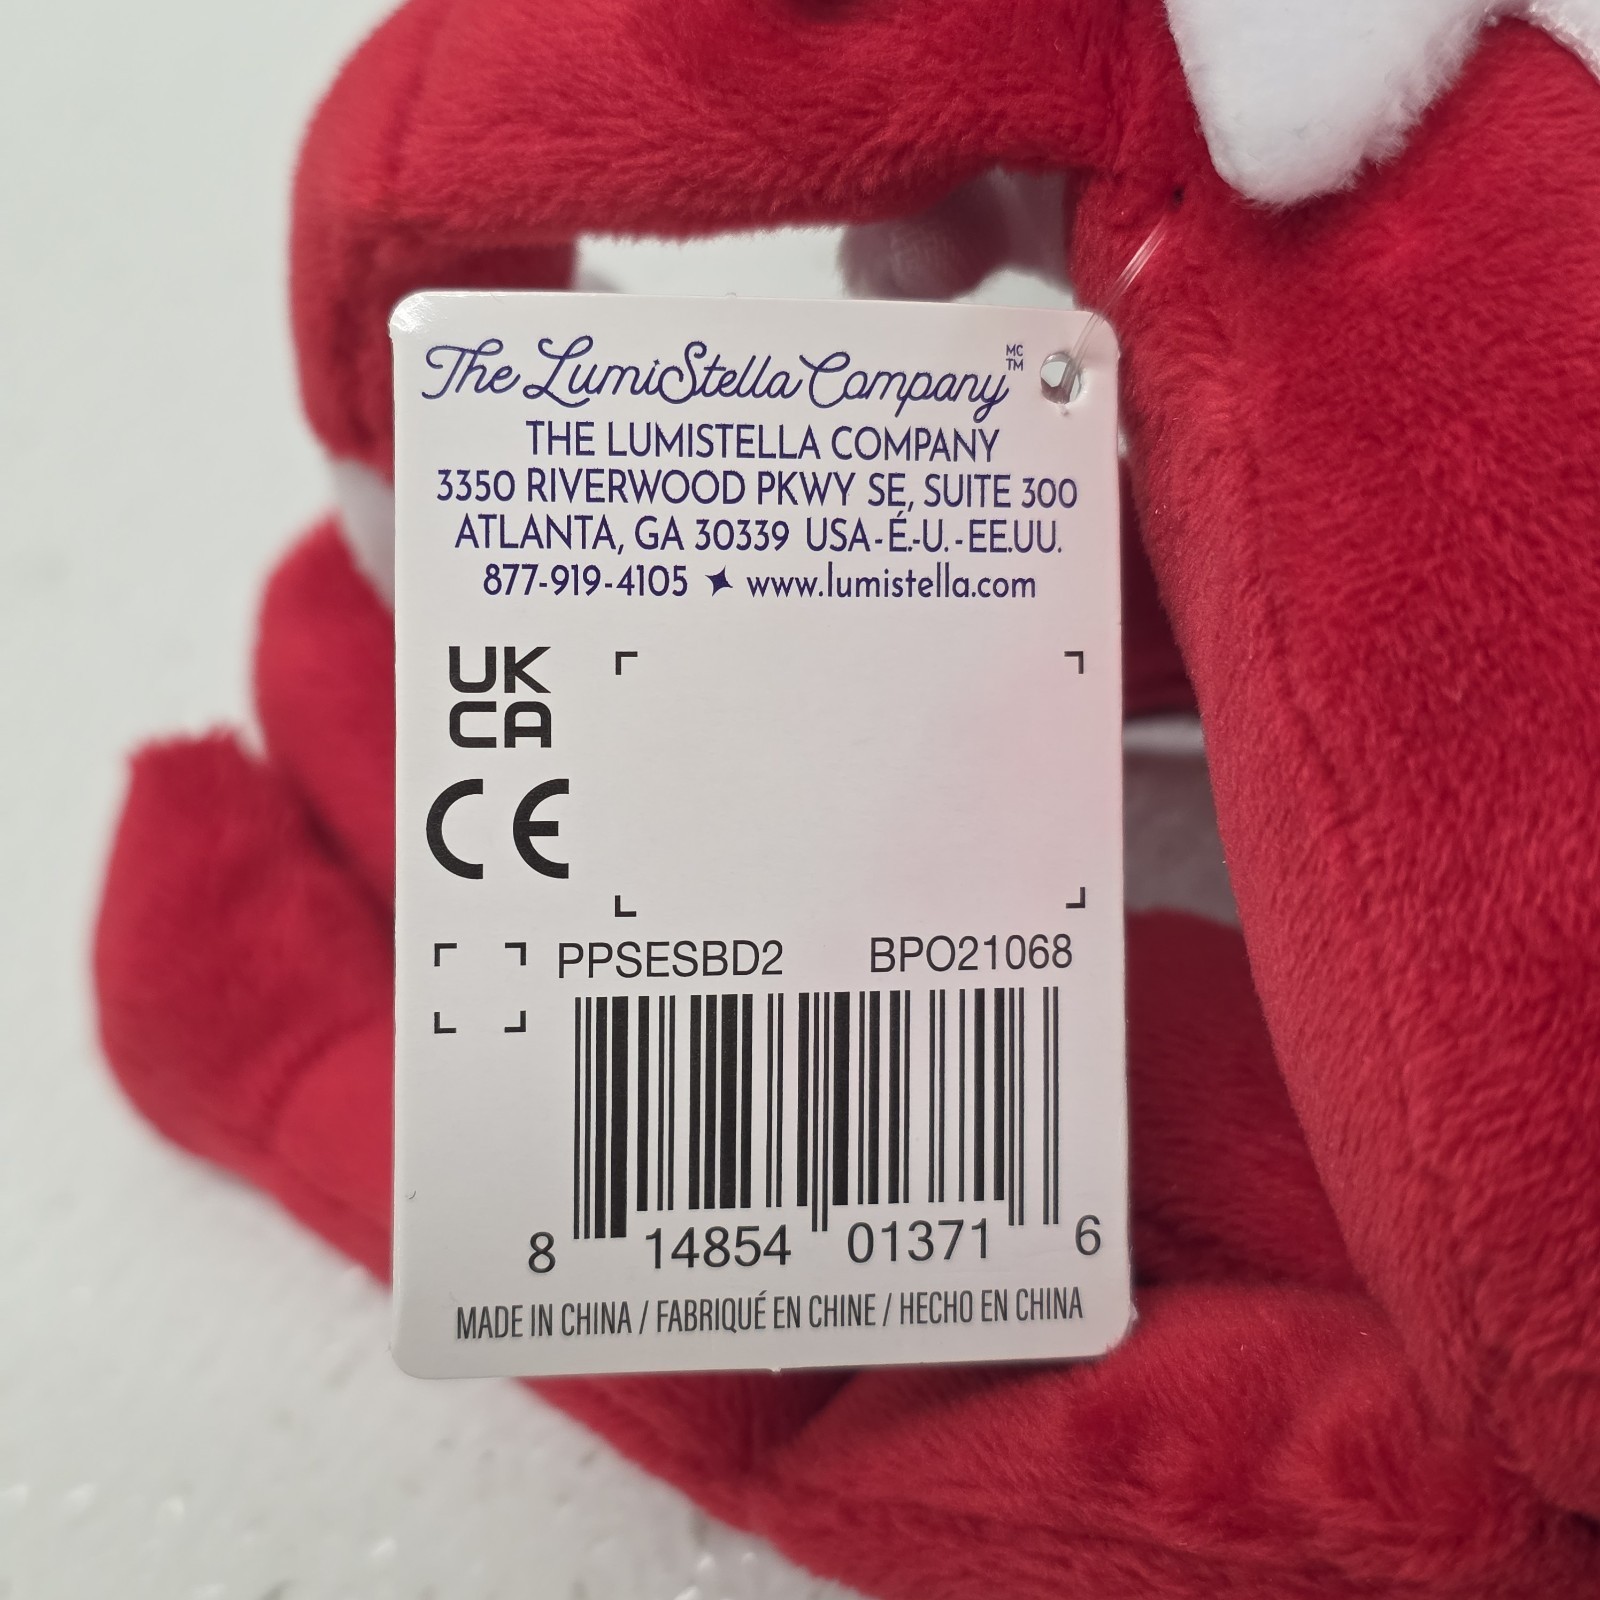 The LumiStella Company MC TM
THE LUMISTELLA COMPANY
3350 RIVERWOOD PKWY SE, SUITE 300
ATLANTA, GA 30339 USA-É.-U.-EE.UU.
877-919-4105 ✦ www.lumistella.com
UK
CA
CE
PPSESBD2 BPO21068
8 14854 01371 6
MADE IN CHINA / FABRIQUÉ EN CHINE / HECHO EN CHINA